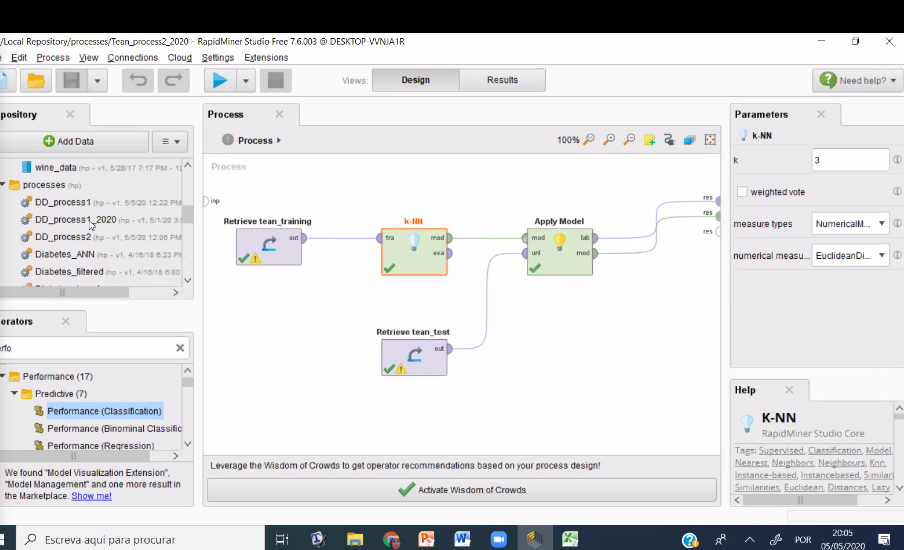 /Local Repository/processes/Tean_process2_2020 – RapidMiner Studio Free 7.6.003 @ DESKTOP-VVNJA1R
Edit Process View Connections Cloud Settings Extensions
Views: Design Results Need help?
pository
Add Data
wine_data (hp - v1, 5/28/17 7:17 PM - 1
processes (hp)
DD_process1 (hp - v1, 5/5/20 12:22 PM
DD_process1_2020 (hp - v1, 5/1/20 3:
DD_process2 (hp - v1, 5/5/20 12:06 PM
Diabetes_ANN (hp - v1, 4/16/18 6:23 P
Diabetes_filtered (hp - v1, 4/16/18 6:00
erators
rfo
Performance (17)
Predictive (7)
Performance (Classification)
Performance (Binominal Classific
Performance (Regression)
We found "Model Visualization Extension",
"Model Management" and one more result in
the Marketplace. Show me!
Process
Process
100%
Process
inp
res
res
res
Retrieve tean_training
out
k-NN
tra mod
exa
Apply Model
mod lab
unl mod
Retrieve tean_test
out
Leverage the Wisdom of Crowds to get operator recommendations based on your process design!
Activate Wisdom of Crowds
Parameters
k-NN
k 3
weighted vote
measure types NumericalM...
numerical measu... EuclideanDi...
Help
K-NN
RapidMiner Studio Core
Tags: Supervised, Classification, Model,
Nearest, Neighbors, Neighbours, Knn,
Instance-based, Instancebased, Similari
Similarities, Euclidean, Distances, Lazy
Escreva aqui para procurar
POR
20:05
05/05/2020